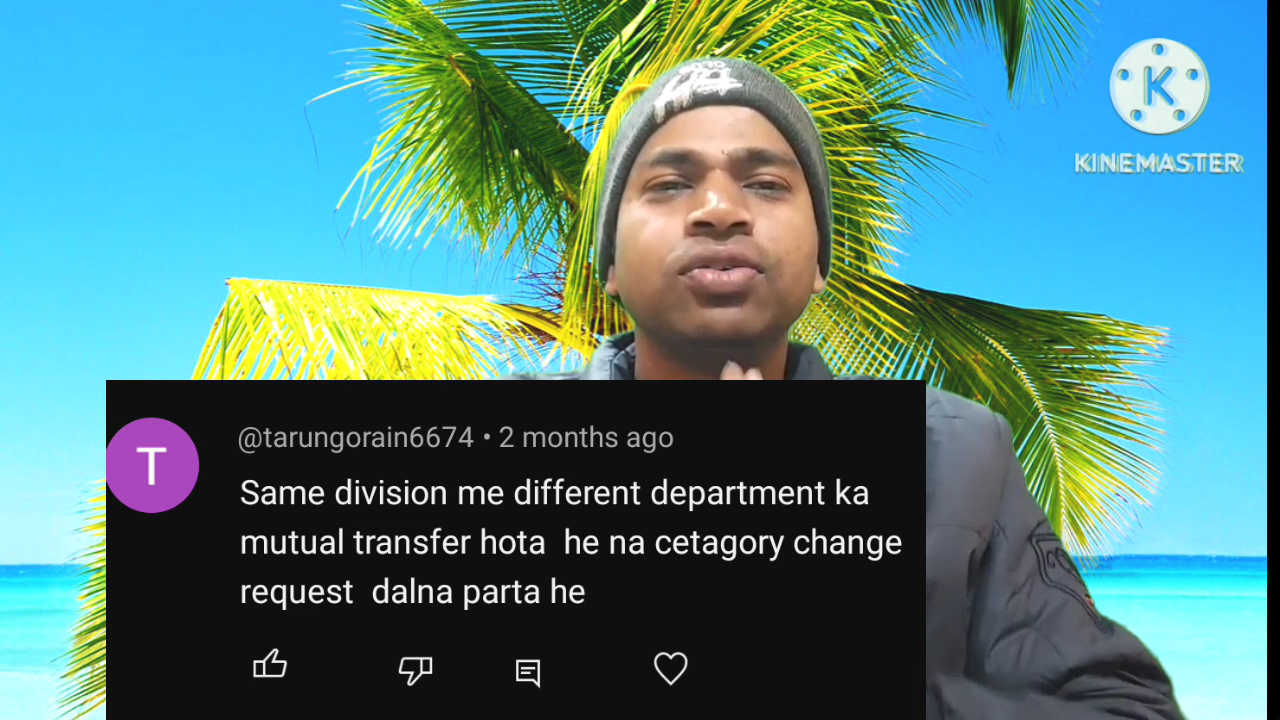 KINEMASTER
@tarungorain6674 • 2 months ago
T
Same division me different department ka
mutual transfer hota he na cetagory change
request dalna parta he